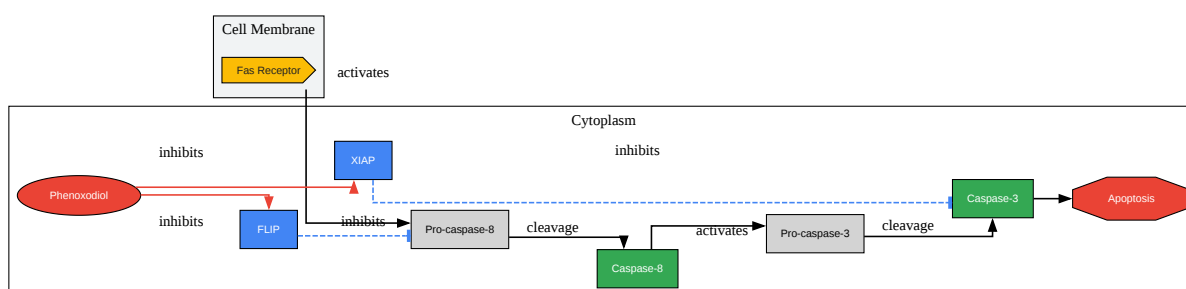 Cell Membrane
Fas Receptor
activates
Cytoplasm
inhibits
inhibits
XIAP
Phenoxodiol
Caspase-3
Apoptosis
inhibits
inhibits
FLIP
Pro-caspase-8
cleavage
activates
Pro-caspase-3
cleavage
Caspase-8